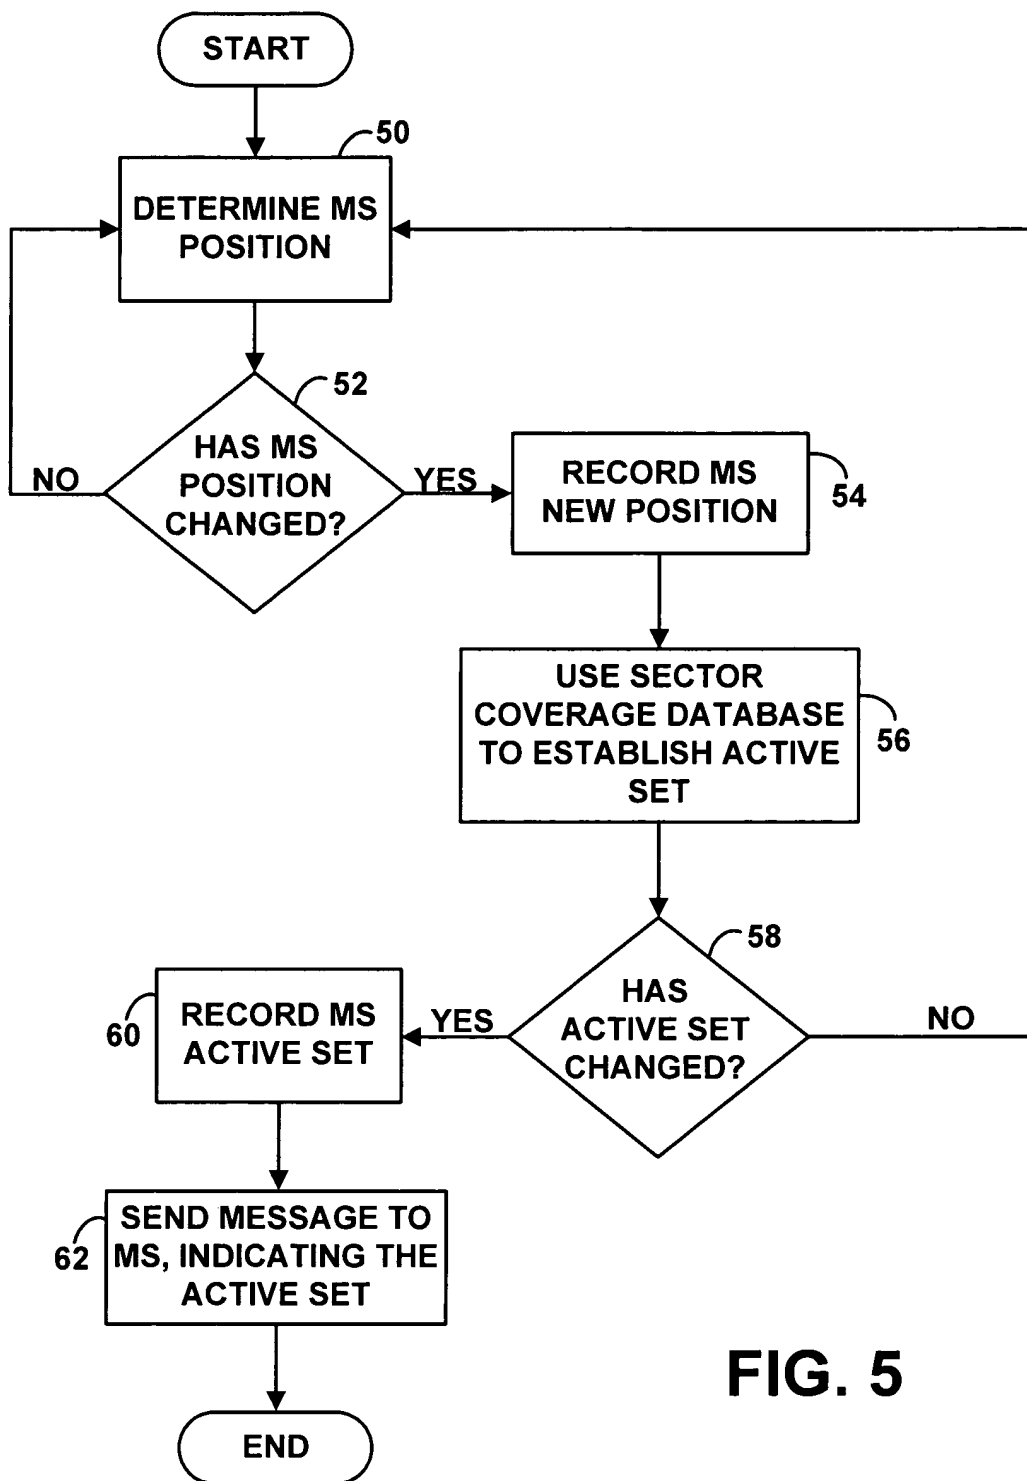 START
50
DETERMINE MS
POSITION
52
HAS MS
POSITION
CHANGED?
NO
YES
RECORD MS
NEW POSITION
54
USE SECTOR
COVERAGE DATABASE
TO ESTABLISH ACTIVE
SET
56
58
HAS
ACTIVE SET
CHANGED?
YES
NO
RECORD MS
ACTIVE SET
60
SEND MESSAGE TO
MS, INDICATING THE
ACTIVE SET
62
END
FIG. 5